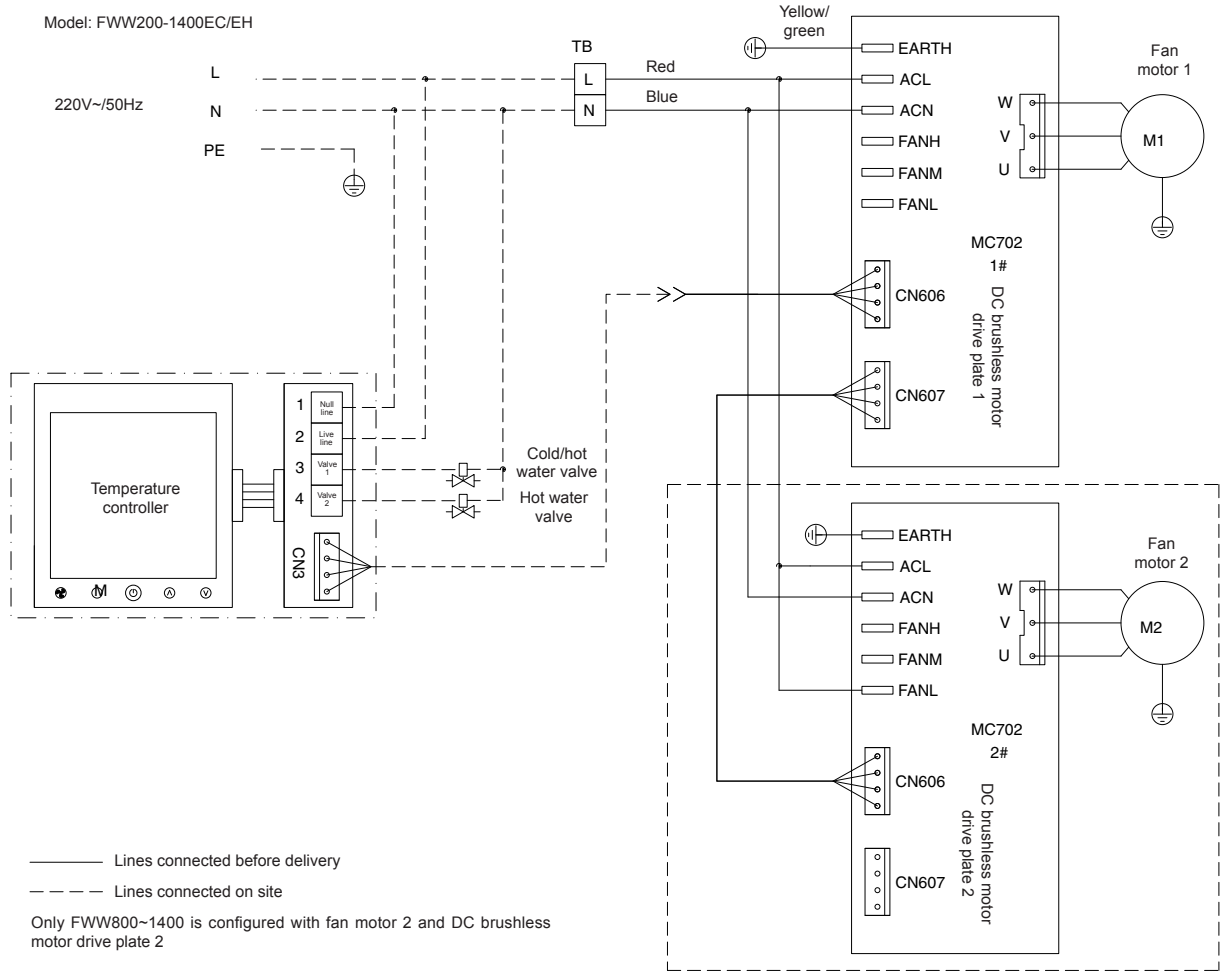 Model: FWW200-1400EC/EH
L
220V~/50Hz
N
PE
TB
L
N
Red
Blue
Yellow/
green
EARTH
ACL
ACN
FANH
FANM
FANL
W
V
U
Fan
motor 1
M1
MC702
1#
DC brushless motor
drive plate 1
CN606
CN607
Temperature
controller
M
1
Null
line
2
Live
line
3
Valve
1
4
Valve
2
CN3
Cold/hot
water valve
Hot water
valve
EARTH
ACL
ACN
FANH
FANM
FANL
W
V
U
Fan
motor 2
M2
MC702
2#
DC brushless motor
drive plate 2
CN606
CN607
Lines connected before delivery
Lines connected on site
Only FWW800~1400 is configured with fan motor 2 and DC brushless
motor drive plate 2